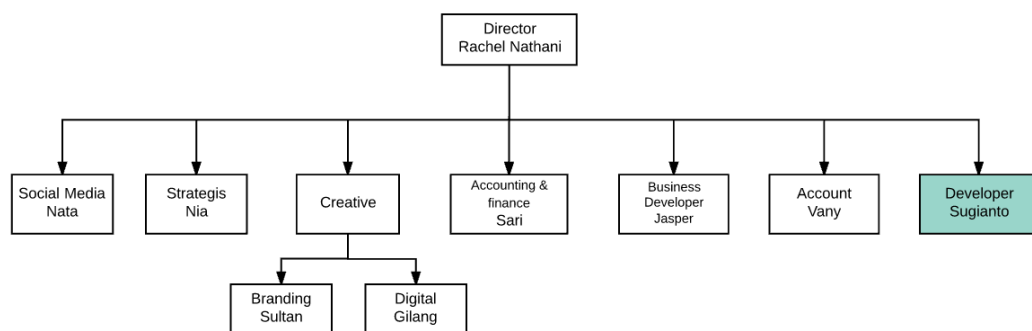 Director
Rachel Nathani
Social Media
Nata
Strategis
Nia
Creative
Accounting &
finance
Sari
Business
Developer
Jasper
Account
Vany
Developer
Sugianto
Branding
Sultan
Digital
Gilang